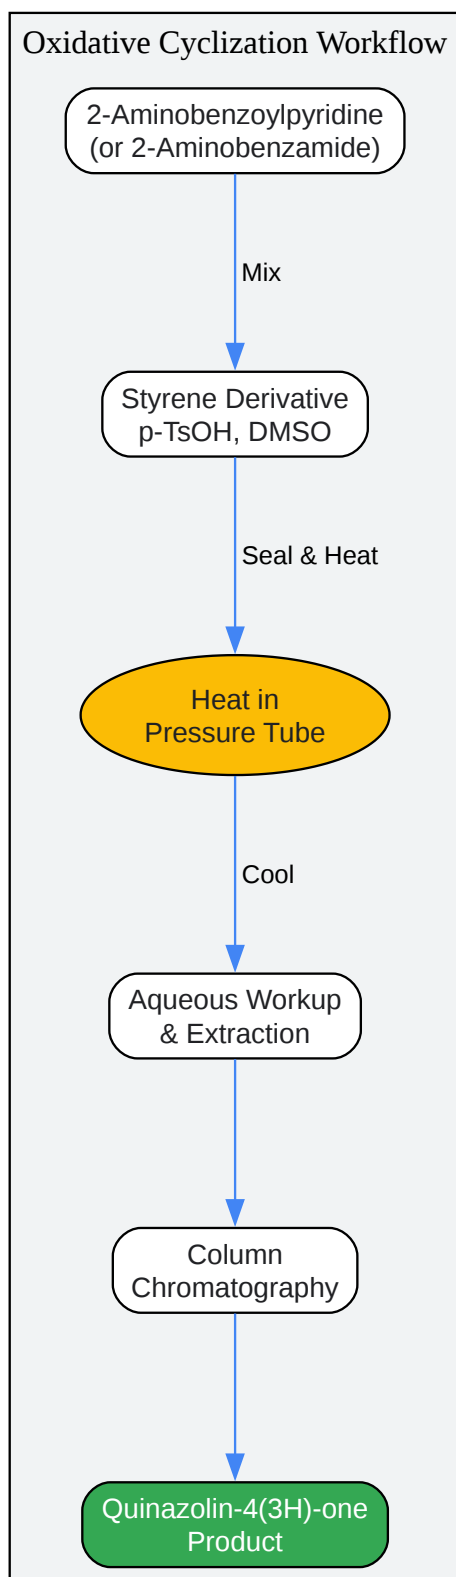 Oxidative Cyclization Workflow
2-Aminobenzoylpyridine
(or 2-Aminobenzamide)
Mix
Styrene Derivative
p-TsOH, DMSO
Seal & Heat
Heat in
Pressure Tube
Cool
Aqueous Workup
& Extraction
Column
Chromatography
Quinazolin-4(3H)-one
Product